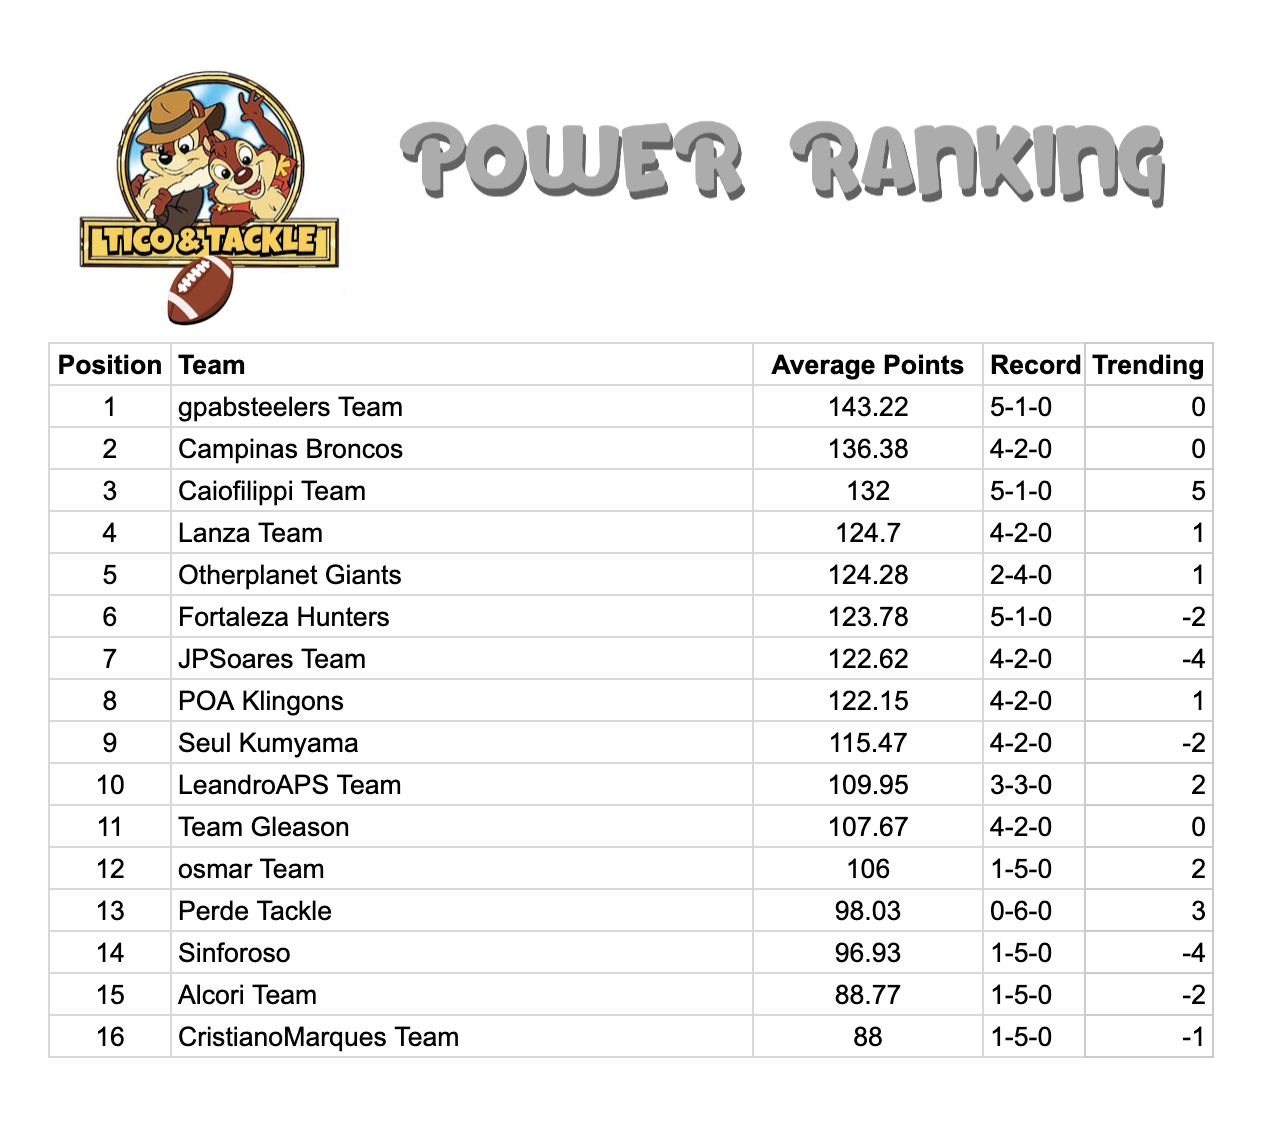 POWER RANKING
TICO & TACKLE
Position Team Average Points Record Trending
1 gpabsteelers Team 143.22 5-1-0 0
2 Campinas Broncos 136.38 4-2-0 0
3 Caiofilippi Team 132 5-1-0 5
4 Lanza Team 124.7 4-2-0 1
5 Otherplanet Giants 124.28 2-4-0 1
6 Fortaleza Hunters 123.78 5-1-0 -2
7 JPSoares Team 122.62 4-2-0 -4
8 POA Klingons 122.15 4-2-0 1
9 Seul Kumyama 115.47 4-2-0 -2
10 LeandroAPS Team 109.95 3-3-0 2
11 Team Gleason 107.67 4-2-0 0
12 osmar Team 106 1-5-0 2
13 Perde Tackle 98.03 0-6-0 3
14 Sinforoso 96.93 1-5-0 -4
15 Alcori Team 88.77 1-5-0 -2
16 CristianoMarques Team 88 1-5-0 -1